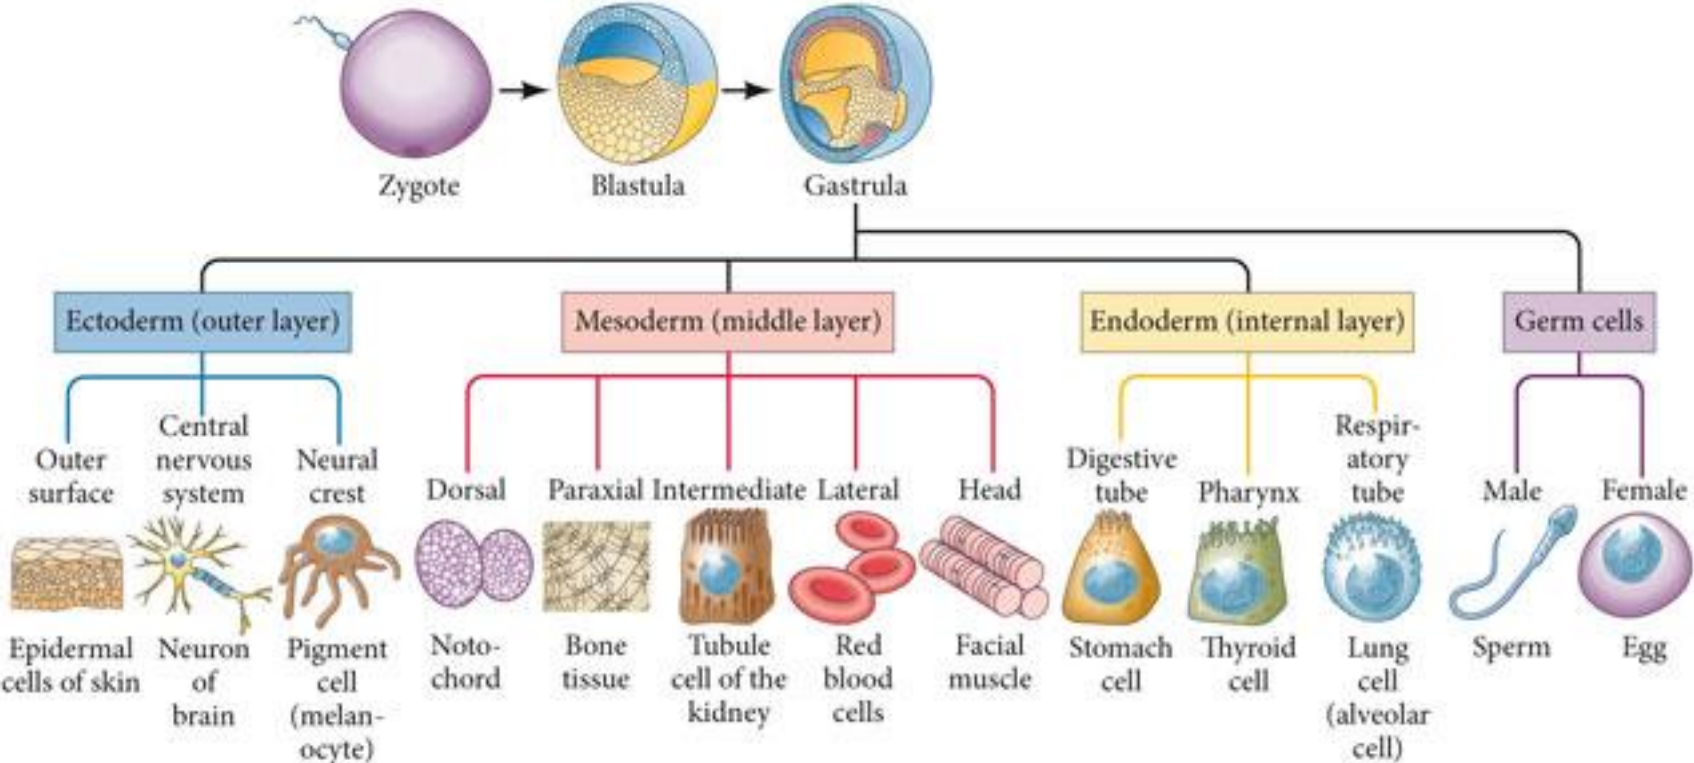 Zygote
Blastula
Gastrula
Ectoderm (outer layer)
Mesoderm (middle layer)
Endoderm (internal layer)
Germ cells
Outer
surface
Central
nervous
system
Neural
crest
Dorsal
Paraxial
Intermediate
Lateral
Head
Digestive
tube
Pharynx
Respir-
atory
tube
Male
Female
Epidermal
cells of skin
Neuron
of
brain
Pigment
cell
(melan-
ocyte)
Noto-
chord
Bone
tissue
Tubule
cell of the
kidney
Red
blood
cells
Facial
muscle
Stomach
cell
Thyroid
cell
Lung
cell
(alveolar
cell)
Sperm
Egg